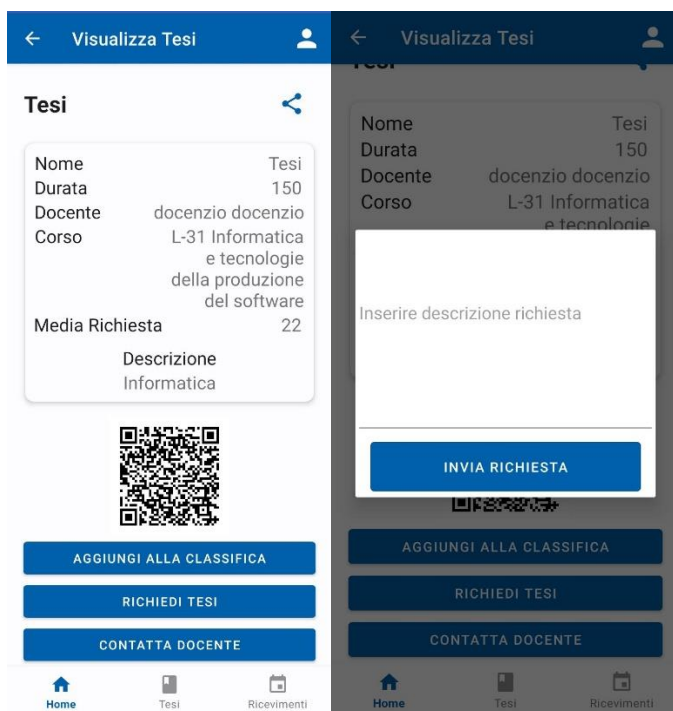 Visualizza Tesi
Tesi
Nome Tesi
Durata 150
Docente docenzio docenzio
Corso L-31 Informatica
e tecnologie
della produzione
del software
Media Richiesta 22
Descrizione
Informatica
AGGIUNGI ALLA CLASSIFICA
RICHIEDI TESI
CONTATTA DOCENTE
Home Tesi Ricevimenti
Visualizza Tesi
Tesi
Nome Tesi
Durata 150
Docente docenzio docenzio
Corso L-31 Informatica
e tecnologie
Inserire descrizione richiesta
INVIA RICHIESTA
AGGIUNGI ALLA CLASSIFICA
RICHIEDI TESI
CONTATTA DOCENTE
Home Tesi Ricevimenti